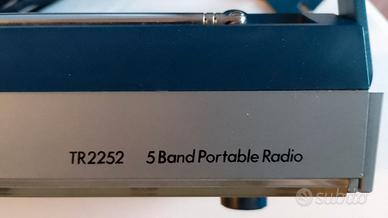 TR2252 5 Band Portable Radio
subito